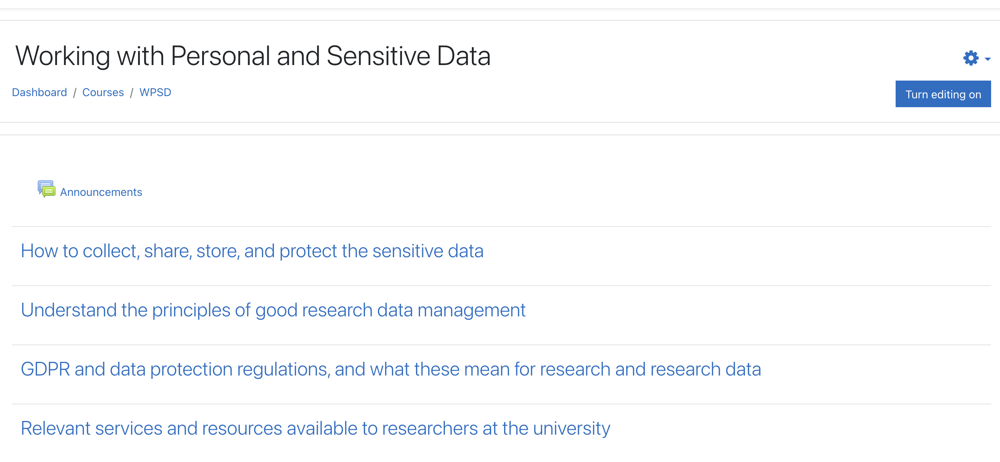 Working with Personal and Sensitive Data
Dashboard / Courses / WPSD
Turn editing on
Announcements
How to collect, share, store, and protect the sensitive data
Understand the principles of good research data management
GDPR and data protection regulations, and what these mean for research and research data
Relevant services and resources available to researchers at the university